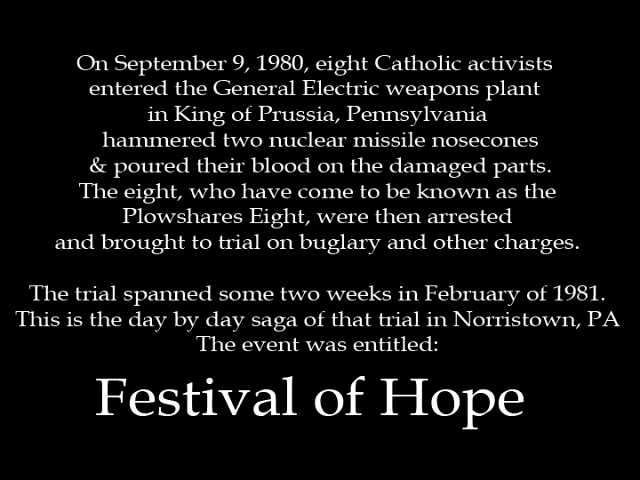 On September 9, 1980, eight Catholic activists
entered the General Electric weapons plant
in King of Prussia, Pennsylvania
hammered two nuclear missile nosecones
& poured their blood on the damaged parts.
The eight, who have come to be known as the
Plowshares Eight, were then arrested
and brought to trial on buglary and other charges.
The trial spanned some two weeks in February of 1981.
This is the day by day saga of that trial in Norristown, PA
The event was entitled:
Festival of Hope